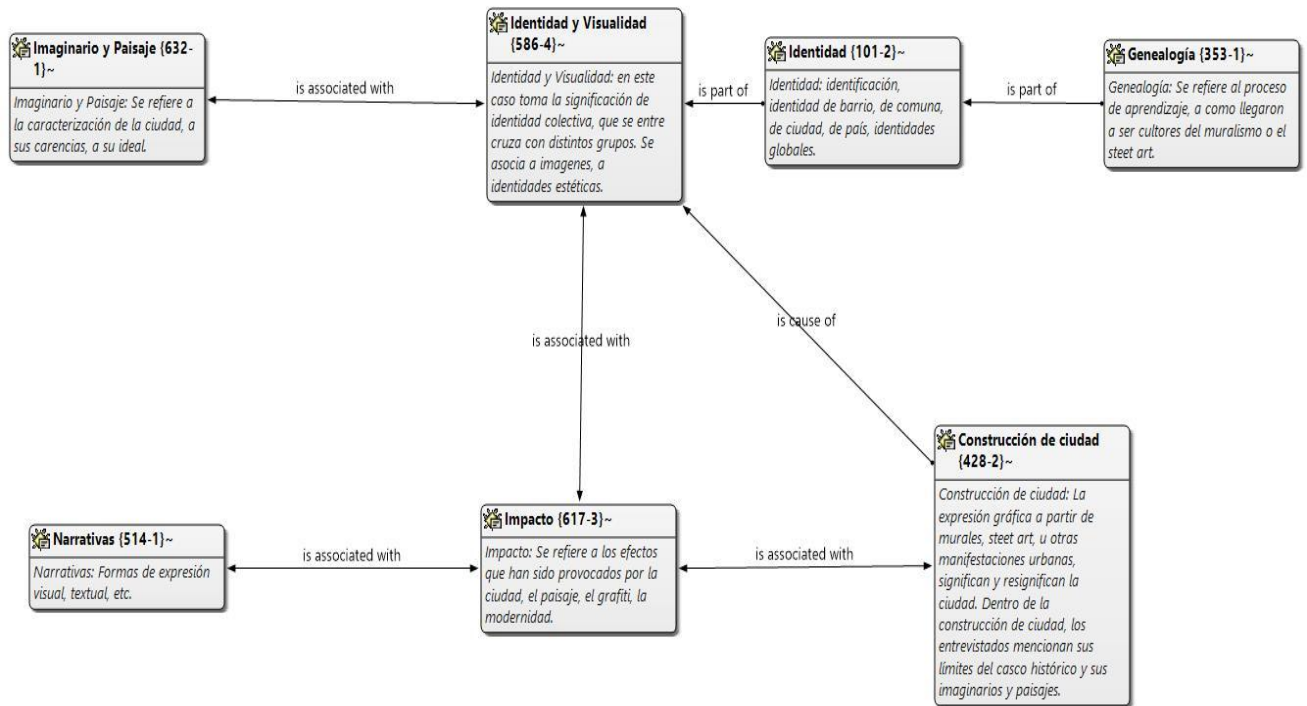 Imaginario y Paisaje {632-
1}~
Imaginario y Paisaje: Se refiere a
la caracterización de la ciudad, a
sus carencias, a su ideal.
is associated with
Identidad y Visualidad
{586-4}~
Identidad y Visualidad: en este
caso toma la significación de
identidad colectiva, que se entre
cruza con distintos grupos. Se
asocia a imagenes, a
identidades estéticas.
is part of
Identidad {101-2}~
Identidad: identificación,
identidad de barrio, de comuna,
de ciudad, de país, identidades
globales.
is part of
Genealogía {353-1}~
Genealogía: Se refiere al proceso
de aprendizaje, a como llegaron
a ser cultores del muralismo o el
steet art.
is associated with
is cause of
Narrativas {514-1}~
Narrativas: Formas de expresión
visual, textual, etc.
is associated with
Impacto {617-3}~
Impacto: Se refiere a los efectos
que han sido provocados por la
ciudad, el paisaje, el grafiti, la
modernidad.
is associated with
Construcción de ciudad
{428-2}~
Construcción de ciudad: La
expresión gráfica a partir de
murales, steet art, u otras
manifestaciones urbanas,
significan y resignifican la
ciudad. Dentro de la
construcción de ciudad, los
entrevistados mencionan sus
límites del casco histórico y sus
imaginarios y paisajes.